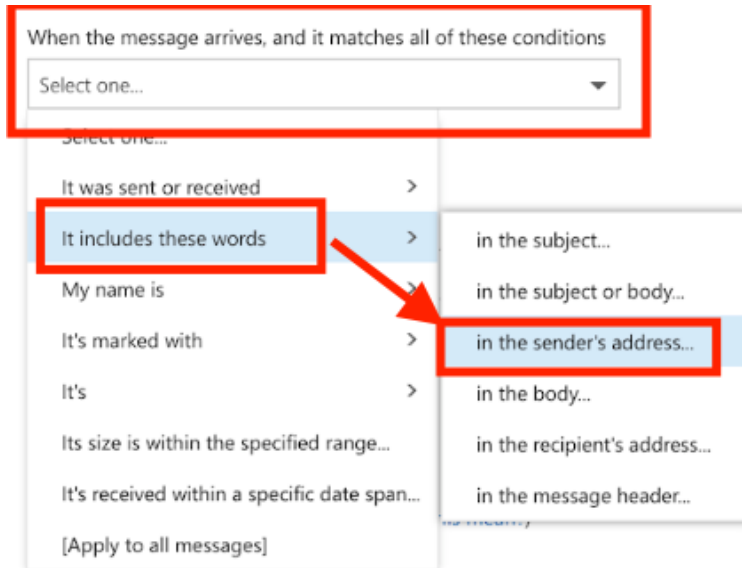 When the message arrives, and it matches all of these conditions
Select one...
Select one...
It was sent or received
It includes these words
My name is
It's marked with
It's
Its size is within the specified range...
It's received within a specific date span...
[Apply to all messages]
in the subject...
in the subject or body...
in the sender's address...
in the body...
in the recipient's address...
in the message header...
mean?)